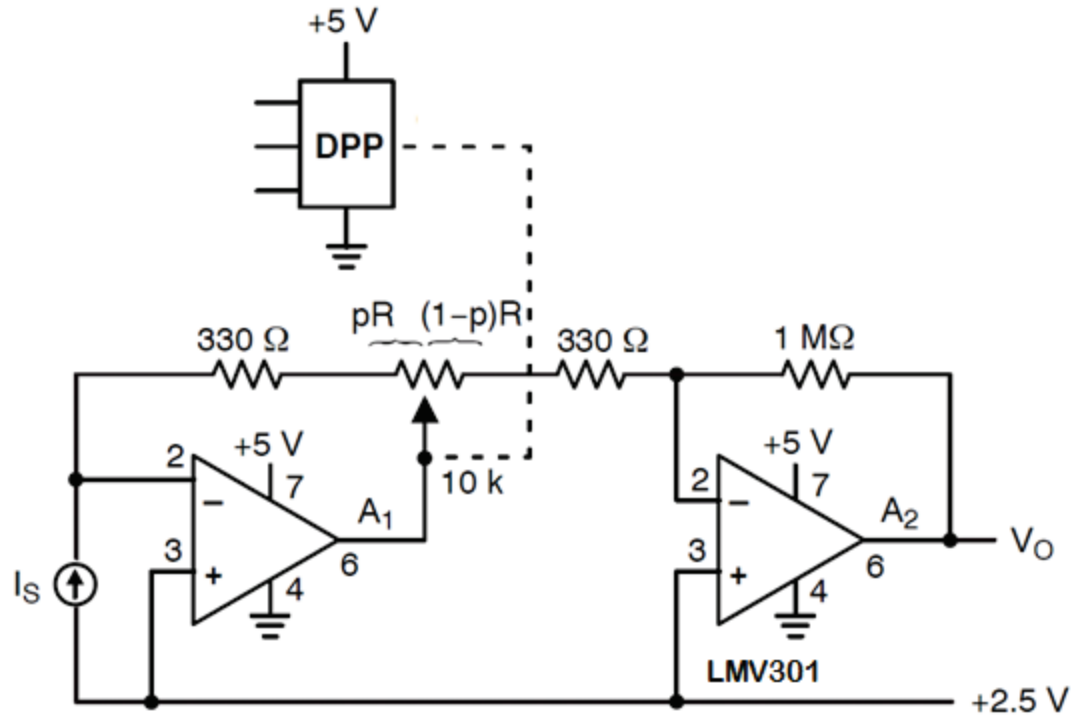 +5 V
DPP
pR (1–p)R
330 Ω
330 Ω
1 MΩ
+5 V
+5 V
2
7
10 k
2
7
–
–
A1
A2
3
6
3
6
VO
+
+
IS
4
4
LMV301
+2.5 V